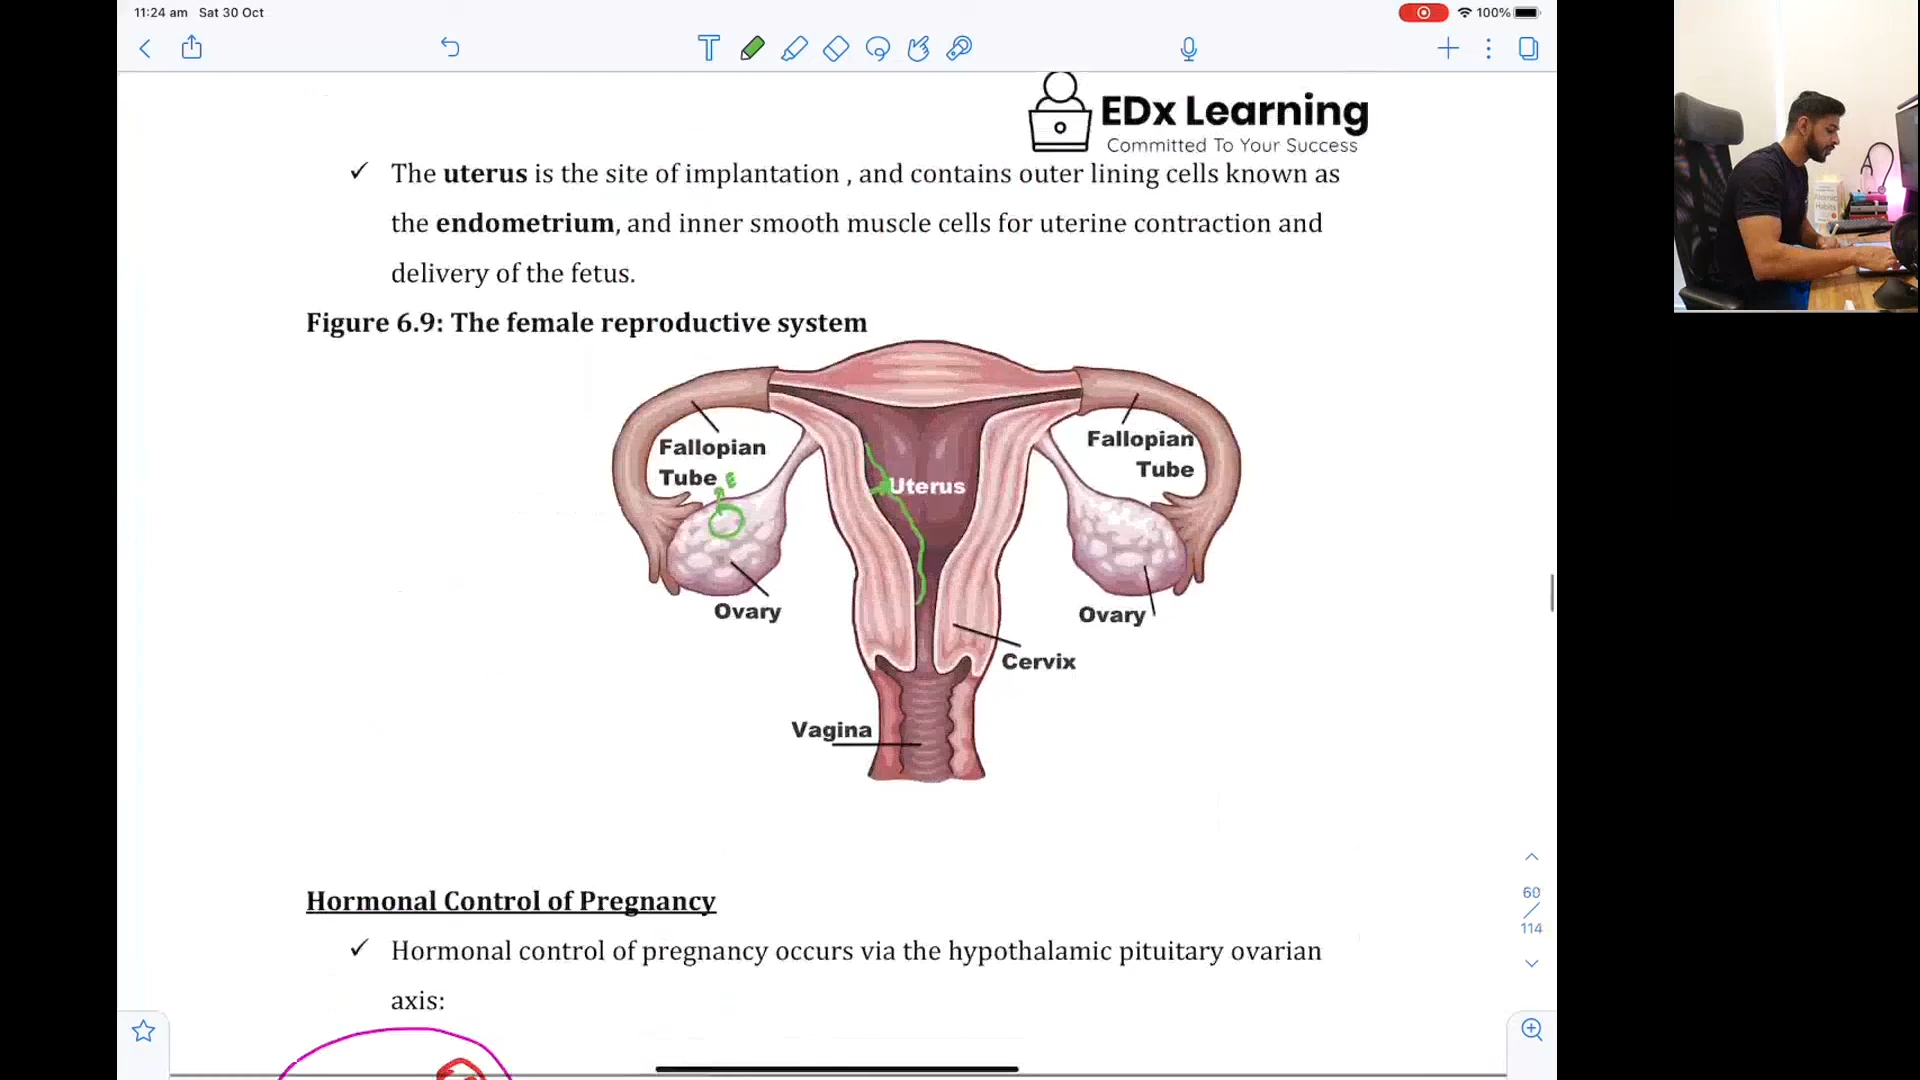 11:24 am Sat 30 Oct
100%
EDx Learning
Committed To Your Success
✓ The uterus is the site of implantation , and contains outer lining cells known as
the endometrium, and inner smooth muscle cells for uterine contraction and
delivery of the fetus.
Figure 6.9: The female reproductive system
Fallopian
Tube
E
Fallopian
Tube
Uterus
Ovary
Ovary
Cervix
Vagina
Hormonal Control of Pregnancy
✓ Hormonal control of pregnancy occurs via the hypothalamic pituitary ovarian
axis:
60
114